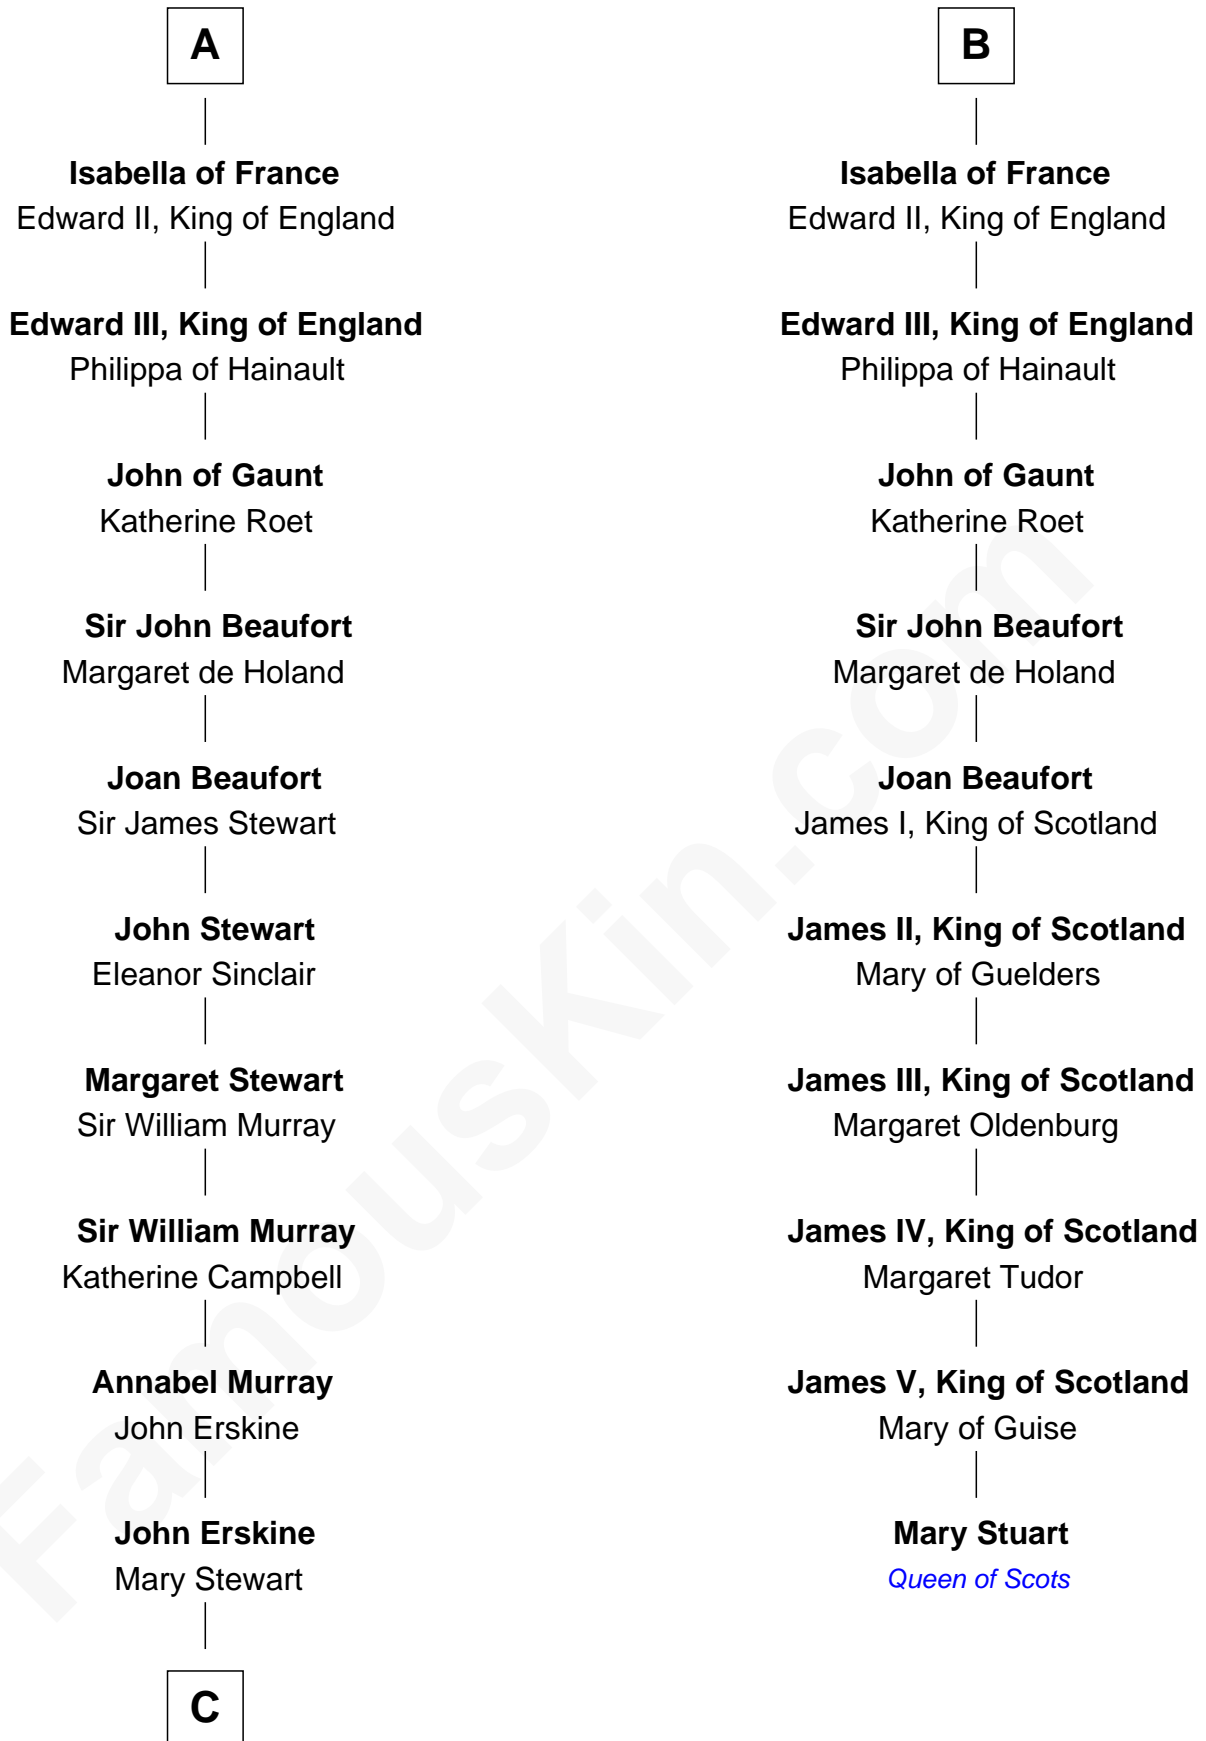 A
Isabella of France
Edward II, King of England
Edward III, King of England
Philippa of Hainault
John of Gaunt
Katherine Roet
Sir John Beaufort
Margaret de Holand
Joan Beaufort
Sir James Stewart
John Stewart
Eleanor Sinclair
Margaret Stewart
Sir William Murray
Sir William Murray
Katherine Campbell
Annabel Murray
John Erskine
John Erskine
Mary Stewart
C
B
Isabella of France
Edward II, King of England
Edward III, King of England
Philippa of Hainault
John of Gaunt
Katherine Roet
Sir John Beaufort
Margaret de Holand
Joan Beaufort
James I, King of Scotland
James II, King of Scotland
Mary of Guelders
James III, King of Scotland
Margaret Oldenburg
James IV, King of Scotland
Margaret Tudor
James V, King of Scotland
Mary of Guise
Mary Stuart
Queen of Scots
FamousKin.com